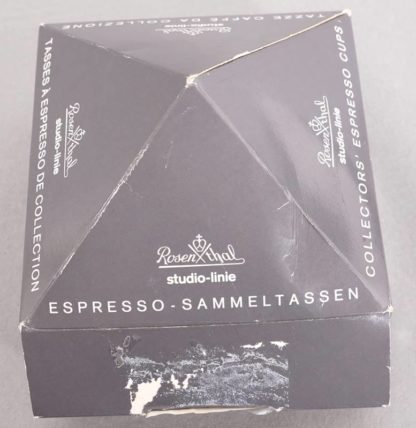 Rosenthal
studio-linie
ESPRESSO-SAMMELTASSEN
TASSES À ESPRESSO DE COLLECTION
Rosenthal
studio-linie
TAZZE CAFFÈ DA COLLEZIONE
Rosenthal
studio-linie
COLLECTORS' ESPRESSO CUPS
Rosenthal
studio-linie